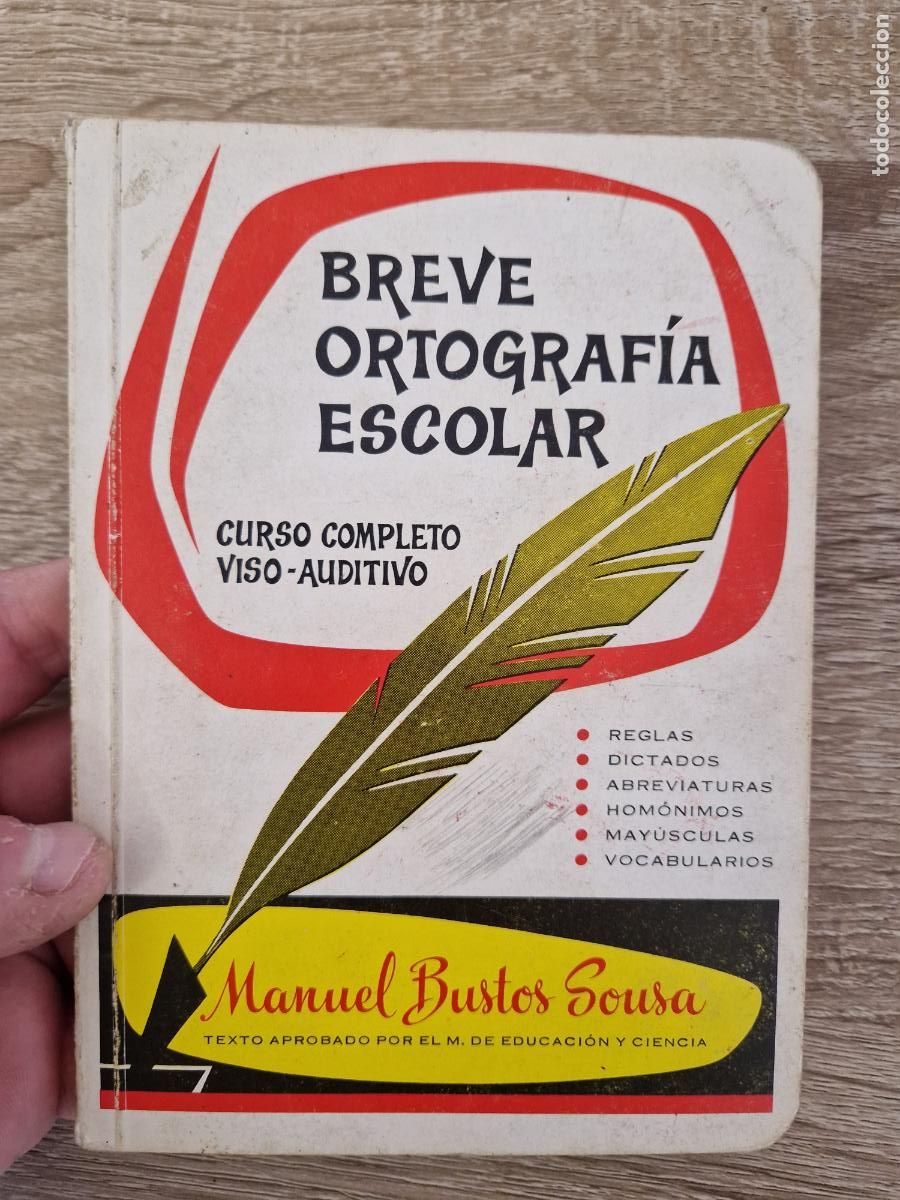 todocoleccion
BREVE
ORTOGRAFÍA
ESCOLAR
CURSO COMPLETO
VISO-AUDITIVO
• REGLAS
• DICTADOS
• ABREVIATURAS
• HOMÓNIMOS
• MAYÚSCULAS
• VOCABULARIOS
Manuel Bustos Sousa
TEXTO APROBADO POR EL M. DE EDUCACIÓN Y CIENCIA